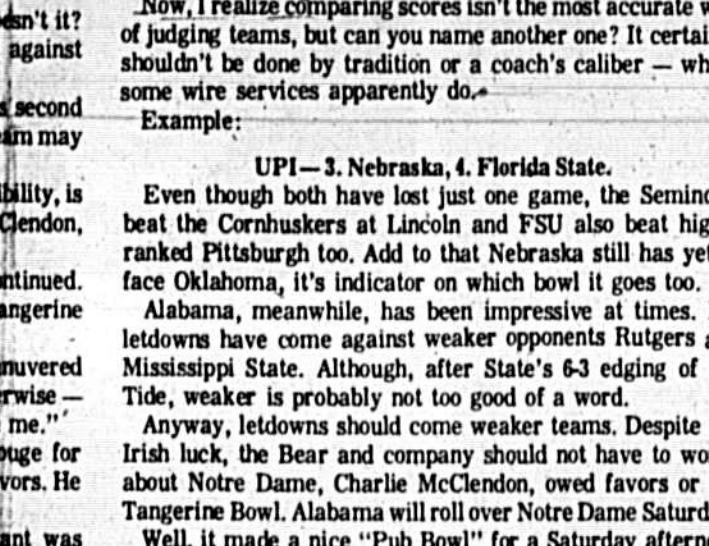 esn't it?
against
second
am may
bility, is
Clendon,
ntinued.
angerine
nuvered
rwise —
me."
ouge for
vors. He
ant was
Now, I realize comparing scores isn't the most accurate
of judging teams, but can you name another one? It certai
shouldn't be done by tradition or a coach's caliber — wh
some wire services apparently do.
Example:
UPI— 3. Nebraska, 4. Florida State.
Even though both have lost just one game, the Semino
beat the Cornhuskers at Lincoln and FSU also beat hig
ranked Pittsburgh too. Add to that Nebraska still has yet
face Oklahoma, it's indicator on which bowl it goes too.
Alabama, meanwhile, has been impressive at times.
letdowns have come against weaker opponents Rutgers a
Mississippi State. Although, after State's 6-3 edging of
Tide, weaker is probably not too good of a word.
Anyway, letdowns should come weaker teams. Despite
Irish luck, the Bear and company should not have to wo
about Notre Dame, Charlie McClendon, owed favors or
Tangerine Bowl. Alabama will roll over Notre Dame Saturd
Well, it made a nice "Pub Bowl" for a Saturday afterno